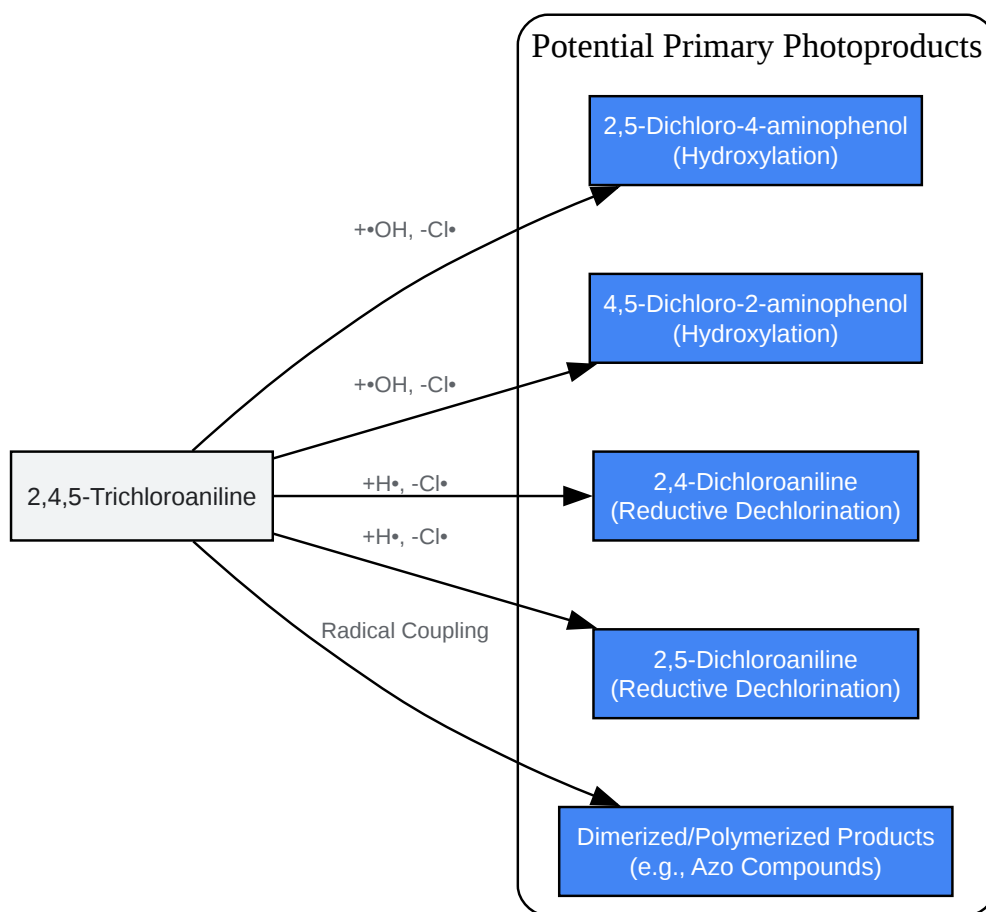 Potential Primary Photoproducts
2,5-Dichloro-4-aminophenol
(Hydroxylation)
+•OH, -Cl•
4,5-Dichloro-2-aminophenol
(Hydroxylation)
+•OH, -Cl•
2,4,5-Trichloroaniline
+H•, -Cl•
2,4-Dichloroaniline
(Reductive Dechlorination)
+H•, -Cl•
2,5-Dichloroaniline
(Reductive Dechlorination)
Radical Coupling
Dimerized/Polymerized Products
(e.g., Azo Compounds)